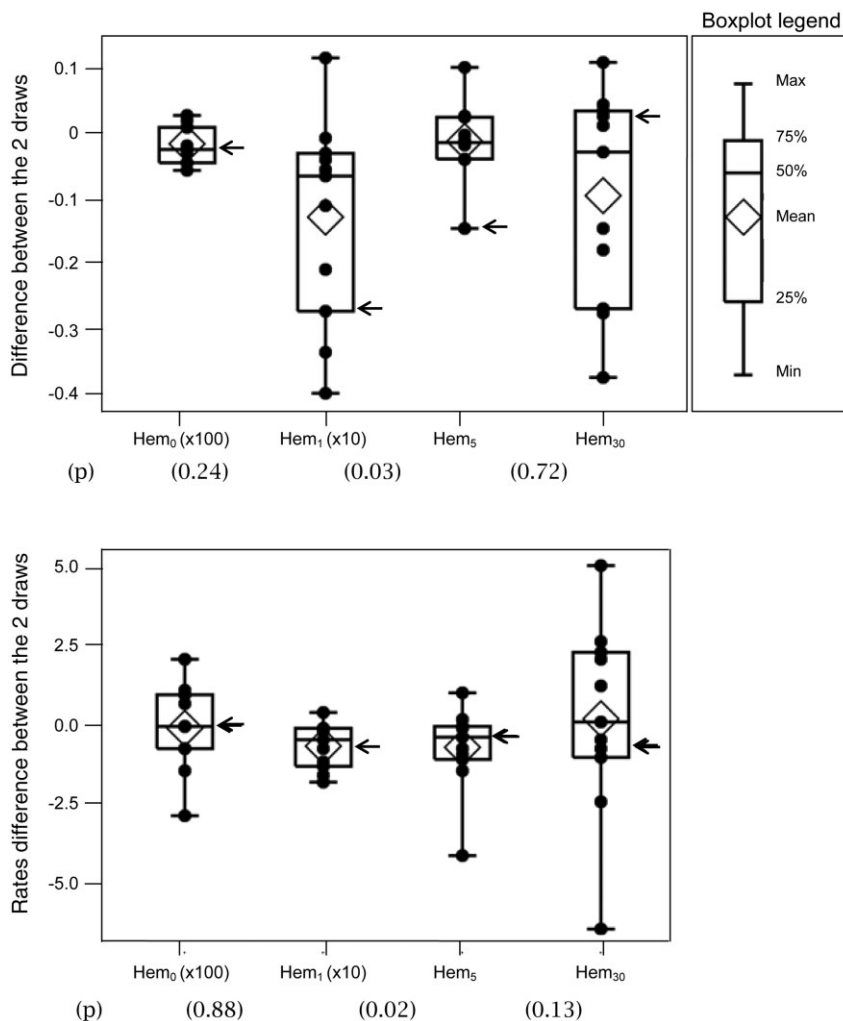 Boxplot legend
Difference between the 2 draws
0.1
0
-0.1
-0.2
-0.3
-0.4
Max
75%
50%
Mean
25%
Min
Hem₀ (x100) Hem₁ (x10) Hem₅ Hem₃₀
(p) (0.24) (0.03) (0.72)
Rates difference between the 2 draws
5.0
2.5
0.0
-2.5
-5.0
Hem₀ (x100) Hem₁ (x10) Hem₅ Hem₃₀
(p) (0.88) (0.02) (0.13)